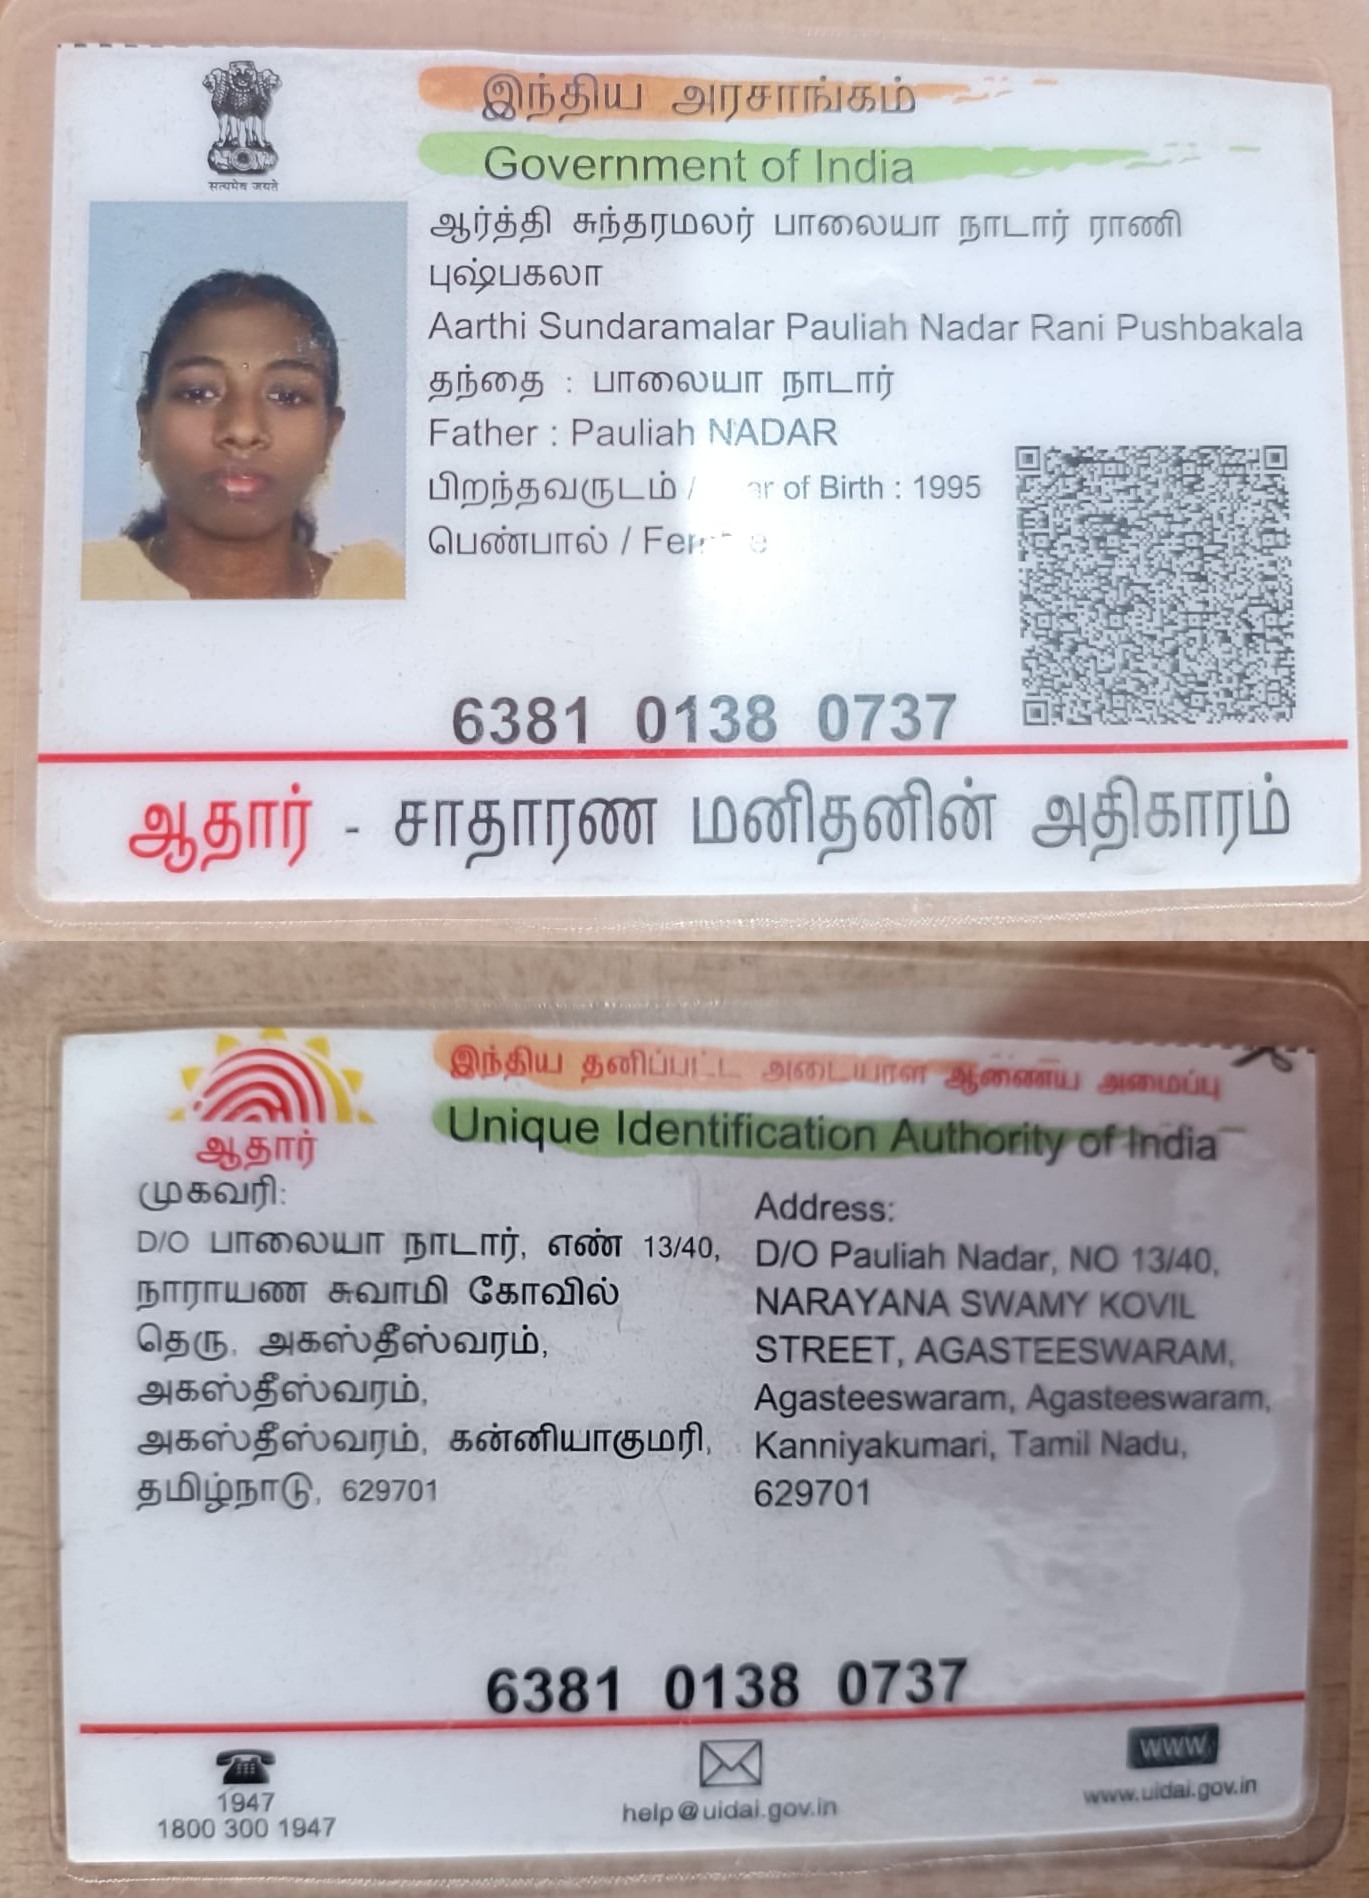 இந்திய அரசாங்கம்
Government of India
सत्यमेव जयते
ஆர்த்தி சுந்தரமலர் பாலையா நாடார் ராணி
புஷ்பகலா
Aarthi Sundaramalar Pauliah Nadar Rani Pushbakala
தந்தை : பாலையா நாடார்
Father : Pauliah NADAR
பிறந்தவருடம் / of Birth : 1995
பெண்பால் /
6381 0138 0737
ஆதார் - சாதாரண மனிதனின் அதிகாரம்
இந்திய தனிப்பட்ட அடையாள ஆணைய அமைப்பு
Unique Identification Authority of India
ஆதார்
முகவரி:
D/O பாலையா நாடார், எண் 13/40,
நாராயண சுவாமி கோவில்
தெரு, அகஸ்தீஸ்வரம்,
அகஸ்தீஸ்வரம்,
அகஸ்தீஸ்வரம், கன்னியாகுமரி,
தமிழ்நாடு, 629701
Address:
D/O Pauliah Nadar, NO 13/40,
NARAYANA SWAMY KOVIL
STREET, AGASTEESWARAM,
Agasteeswaram, Agasteeswaram,
Kanniyakumari, Tamil Nadu,
629701
6381 0138 0737
1947
1800 300 1947
help@uidai.gov.in
www
www.uidai.gov.in